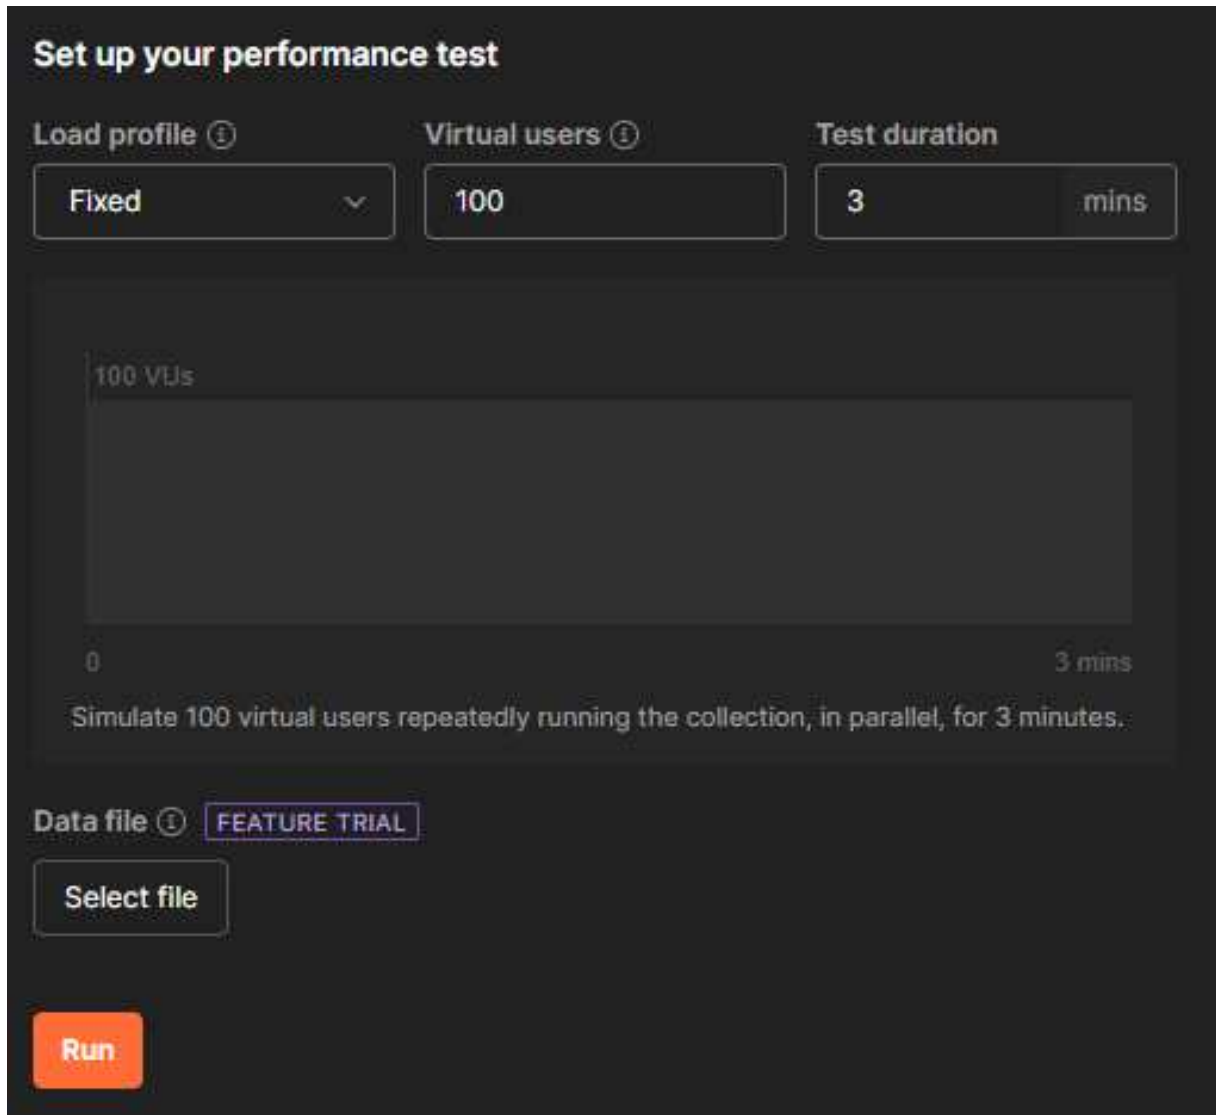 Set up your performance test
Load profile Virtual users Test duration
Fixed 100 3 mins
100 VUs
0 3 mins
Simulate 100 virtual users repeatedly running the collection, in parallel, for 3 minutes.
Data file FEATURE TRIAL
Select file
Run